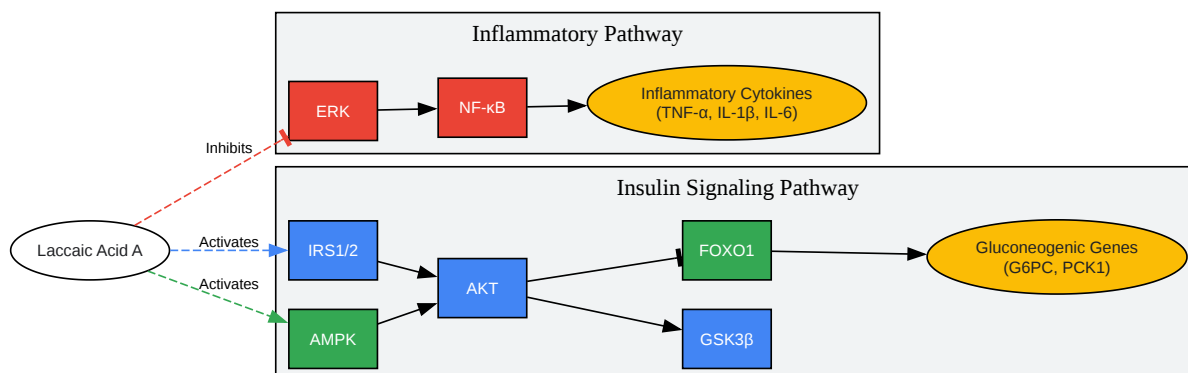 Inflammatory Pathway
ERK
NF-κB
Inflammatory Cytokines
(TNF-α, IL-1β, IL-6)
Inhibits
Insulin Signaling Pathway
Laccaic Acid A
Activates
Activates
IRS1/2
AMPK
AKT
FOXO1
GSK3β
Gluconeogenic Genes
(G6PC, PCK1)